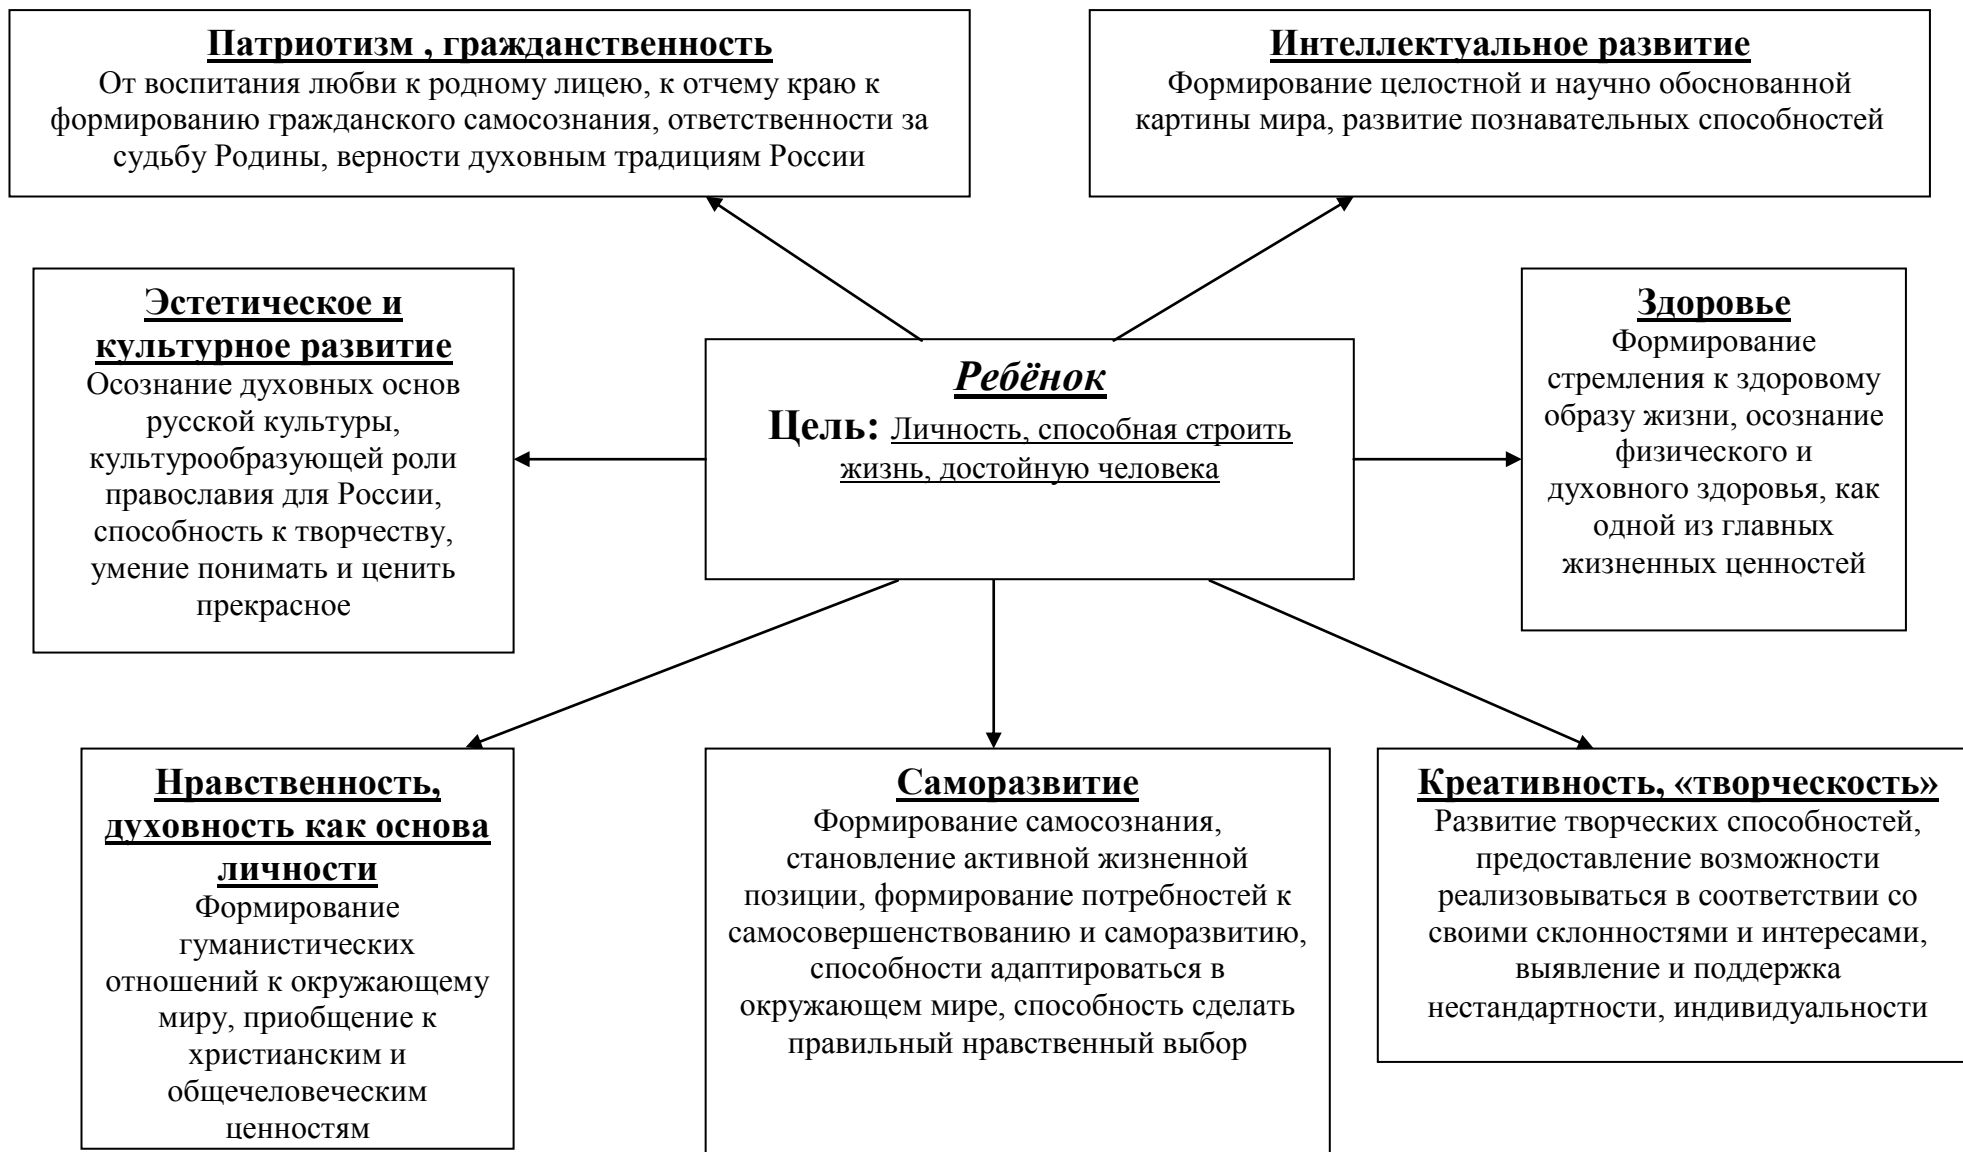 Патриотизм , гражданственность
От воспитания любви к родному лицею, к отчему краю к
формированию гражданского самосознания, ответственности за
судьбу Родины, верности духовным традициям России
Интеллектуальное развитие
Формирование целостной и научно обоснованной
картины мира, развитие познавательных способностей
Эстетическое и
культурное развитие
Осознание духовных основ
русской культуры,
культурообразующей роли
православия для России,
способность к творчеству,
умение понимать и ценить
прекрасное
Ребёнок
Цель: Личность, способная строить
жизнь, достойную человека
Здоровье
Формирование
стремления к здоровому
образу жизни, осознание
физического и
духовного здоровья, как
одной из главных
жизненных ценностей
Нравственность,
духовность как основа
личности
Формирование
гуманистических
отношений к окружающему
миру, приобщение к
христианским и
общечеловеческим
ценностям
Саморазвитие
Формирование самосознания,
становление активной жизненной
позиции, формирование потребностей к
самосовершенствованию и саморазвитию,
способности адаптироваться в
окружающем мире, способность сделать
правильный нравственный выбор
Креативность, «творческость»
Развитие творческих способностей,
предоставление возможности
реализовываться в соответствии со
своими склонностями и интересами,
выявление и поддержка
нестандартности, индивидуальности